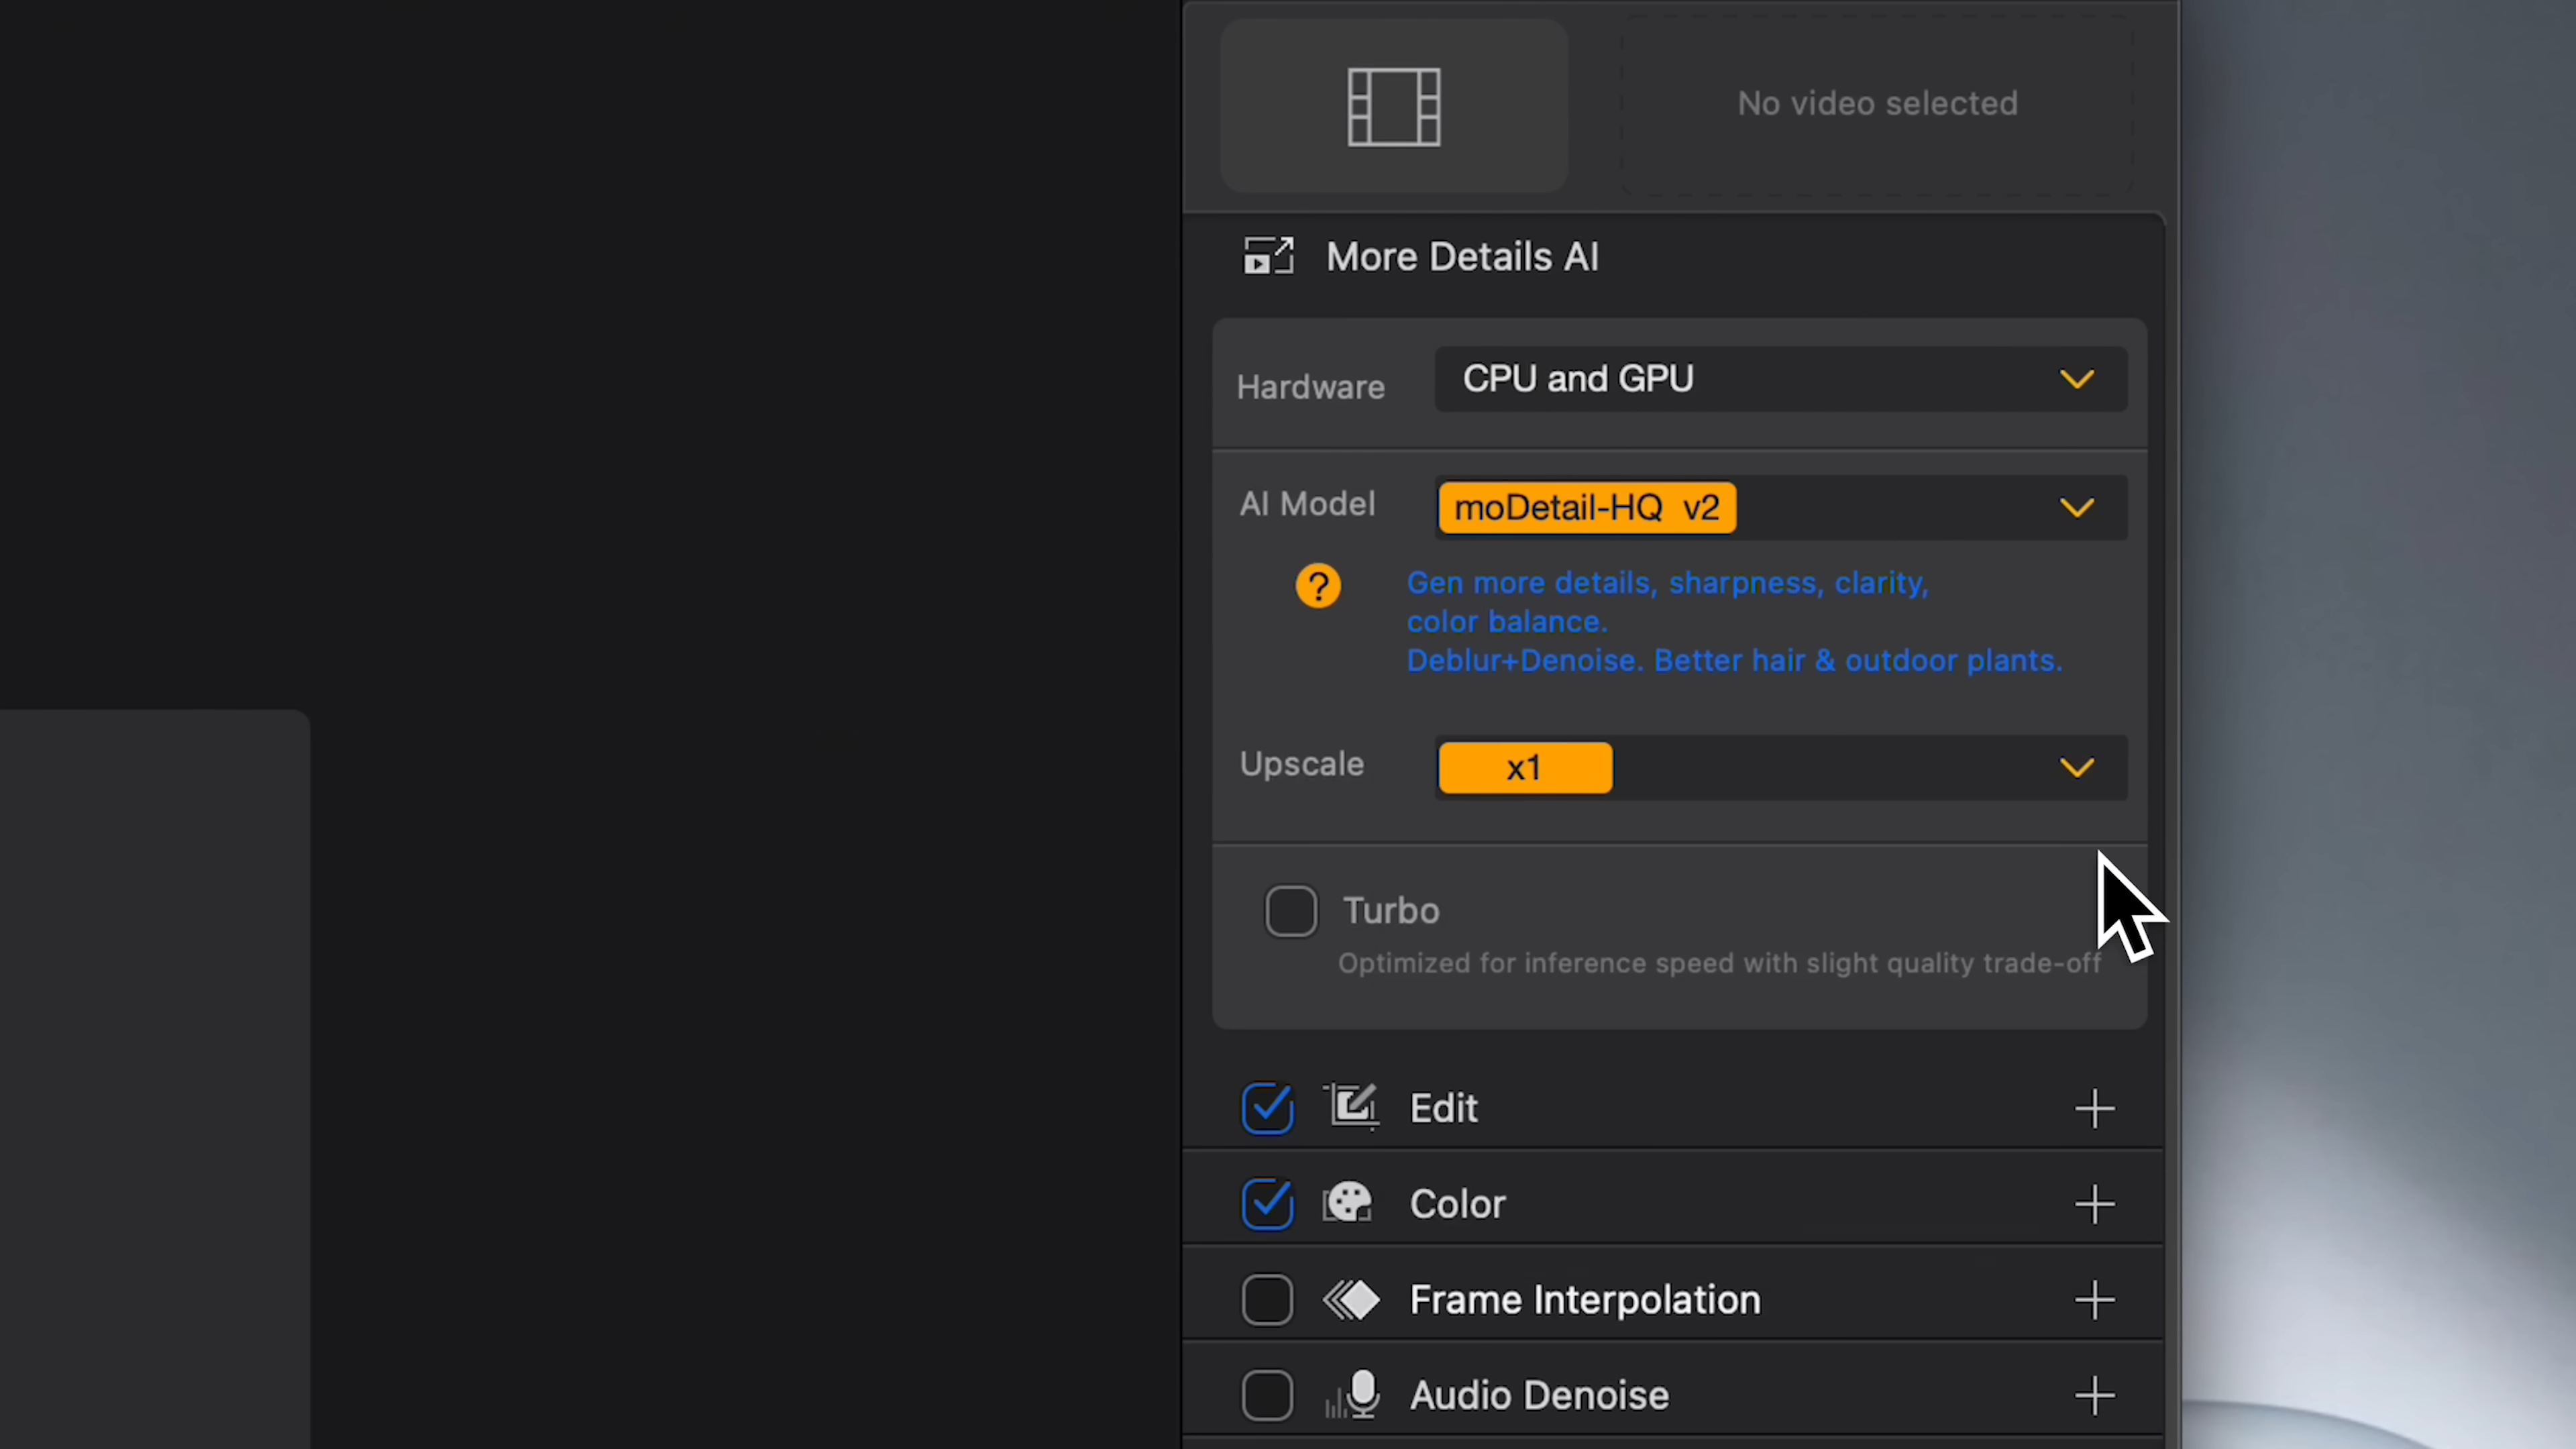 No video selected
More Details AI
Hardware
CPU and GPU
AI Model
moDetail-HQ v2
?
Gen more details, sharpness, clarity,
color balance.
Deblur+Denoise. Better hair & outdoor plants.
Upscale
x1
Turbo
Optimized for inference speed with slight quality trade-off
Edit
Color
Frame Interpolation
Audio Denoise